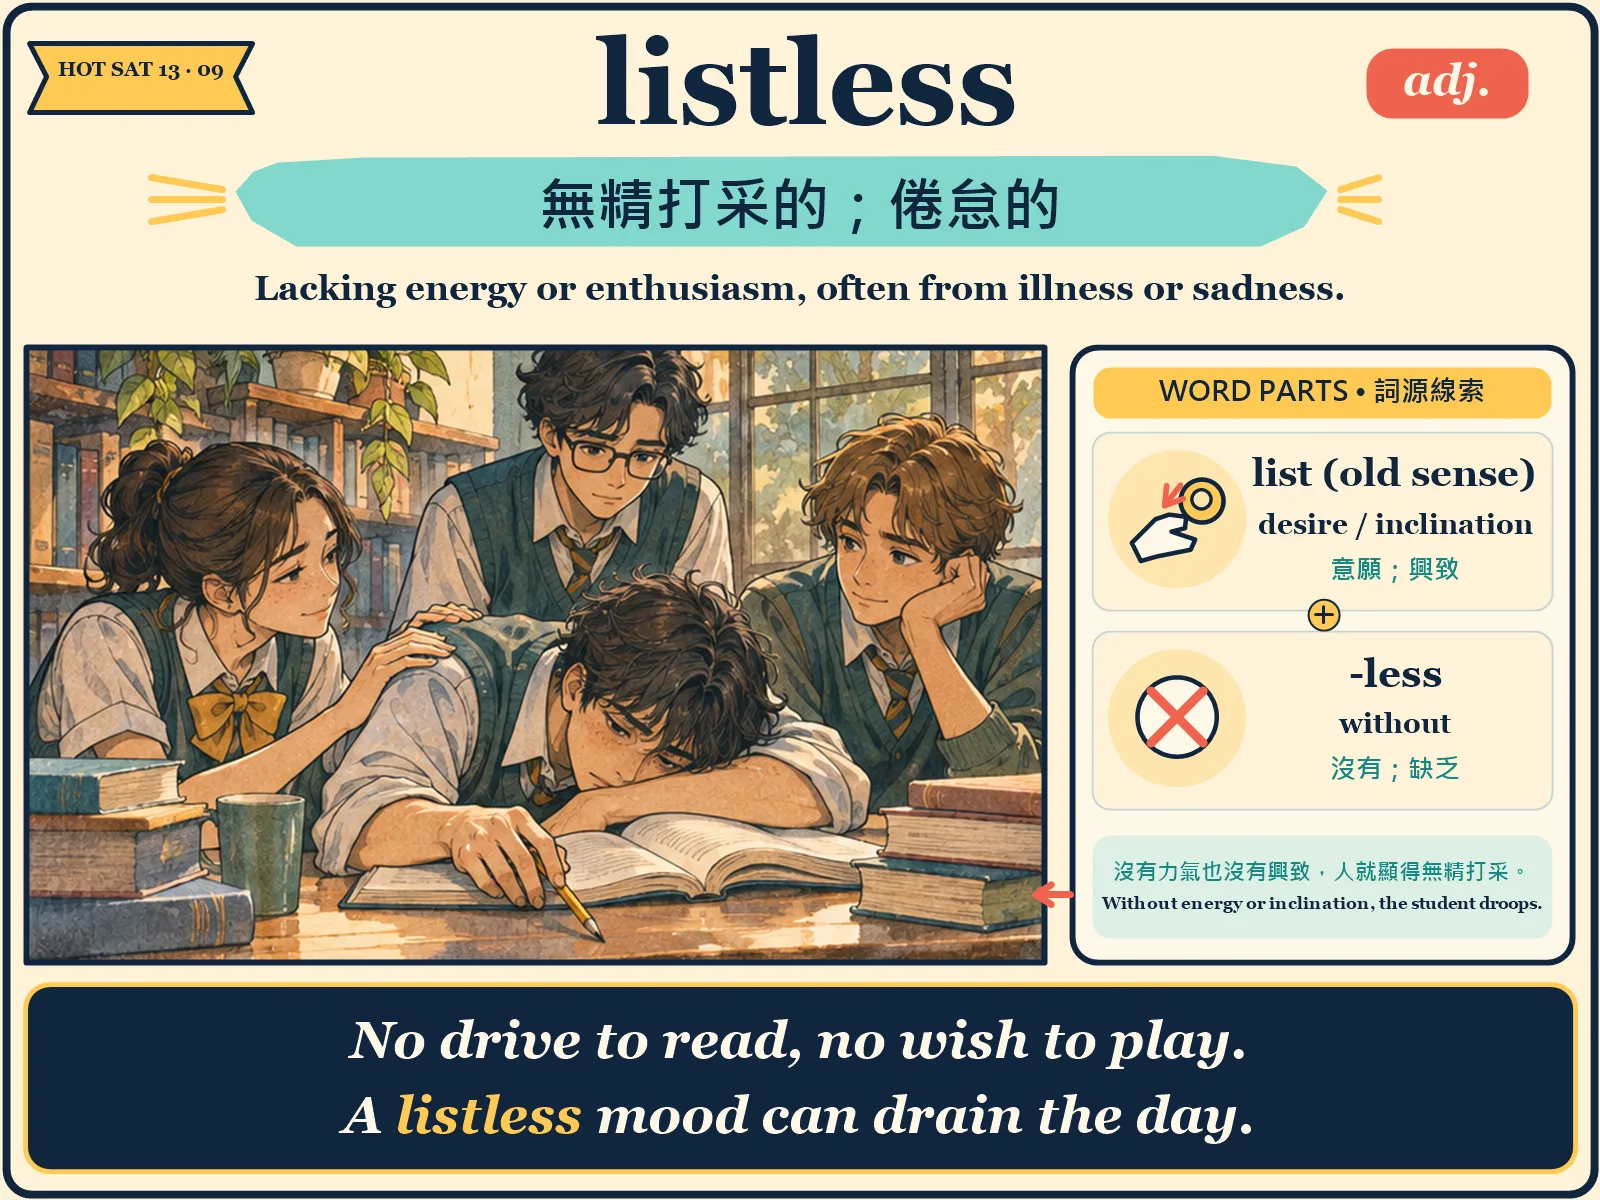 HOT SAT 13 · 09
listless
adj.
無精打采的；倦怠的
Lacking energy or enthusiasm, often from illness or sadness.
WORD PARTS • 詞源線索
list (old sense)
desire / inclination
意願；興致
-less
without
沒有；缺乏
沒有力氣也沒有興致，人就顯得無精打采。
Without energy or inclination, the student droops.
No drive to read, no wish to play.
A listless mood can drain the day.